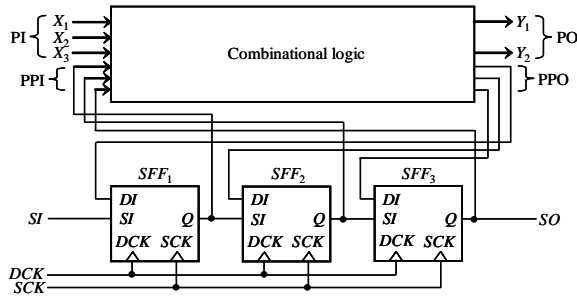 PI X1 Y1 PO
X2
X3 Y2
PPI PPO
Combinational logic
SFF1 SFF2 SFF3
DI DI DI
SI SI Q SI Q SI Q SO
DCK SCK DCK SCK DCK SCK
DCK
SCK